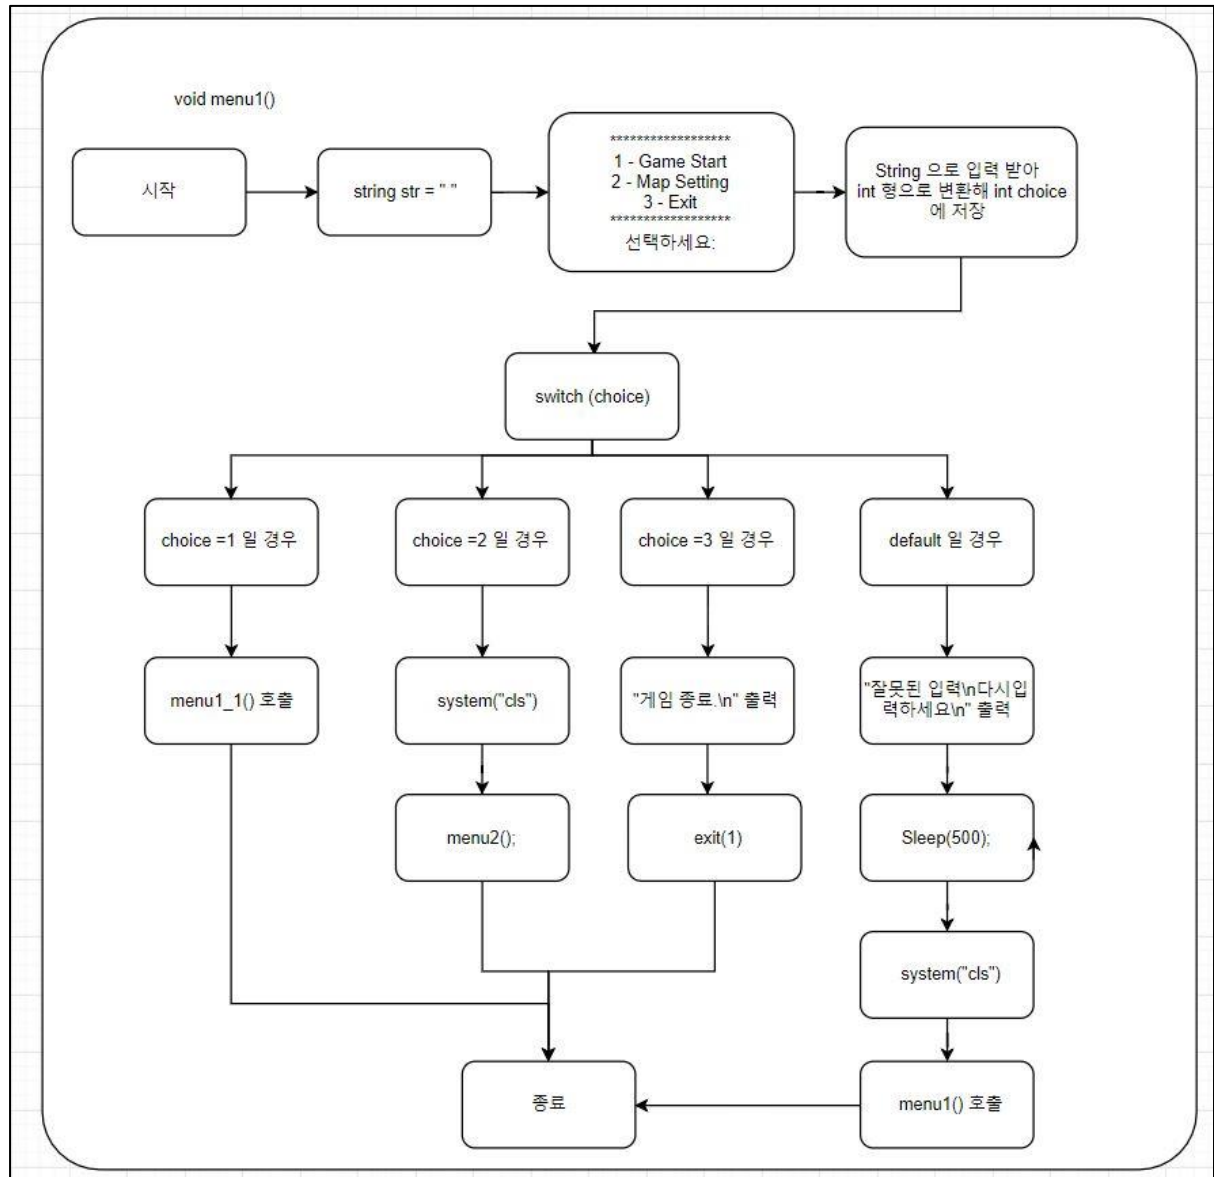 void menu1()
시작
string str = " "
******************
1 - Game Start
2 - Map Setting
3 - Exit
******************
선택하세요:
String 으로 입력 받아
int 형으로 변환해 int choice
에 저장
switch (choice)
choice =1 일 경우
choice =2 일 경우
choice =3 일 경우
default 일 경우
menu1_1() 호출
system("cls")
"게임 종료.\n" 출력
"잘못된 입력\n다시입
력하세요\n" 출력
menu2();
exit(1)
Sleep(500);
system("cls")
종료
menu1() 호출